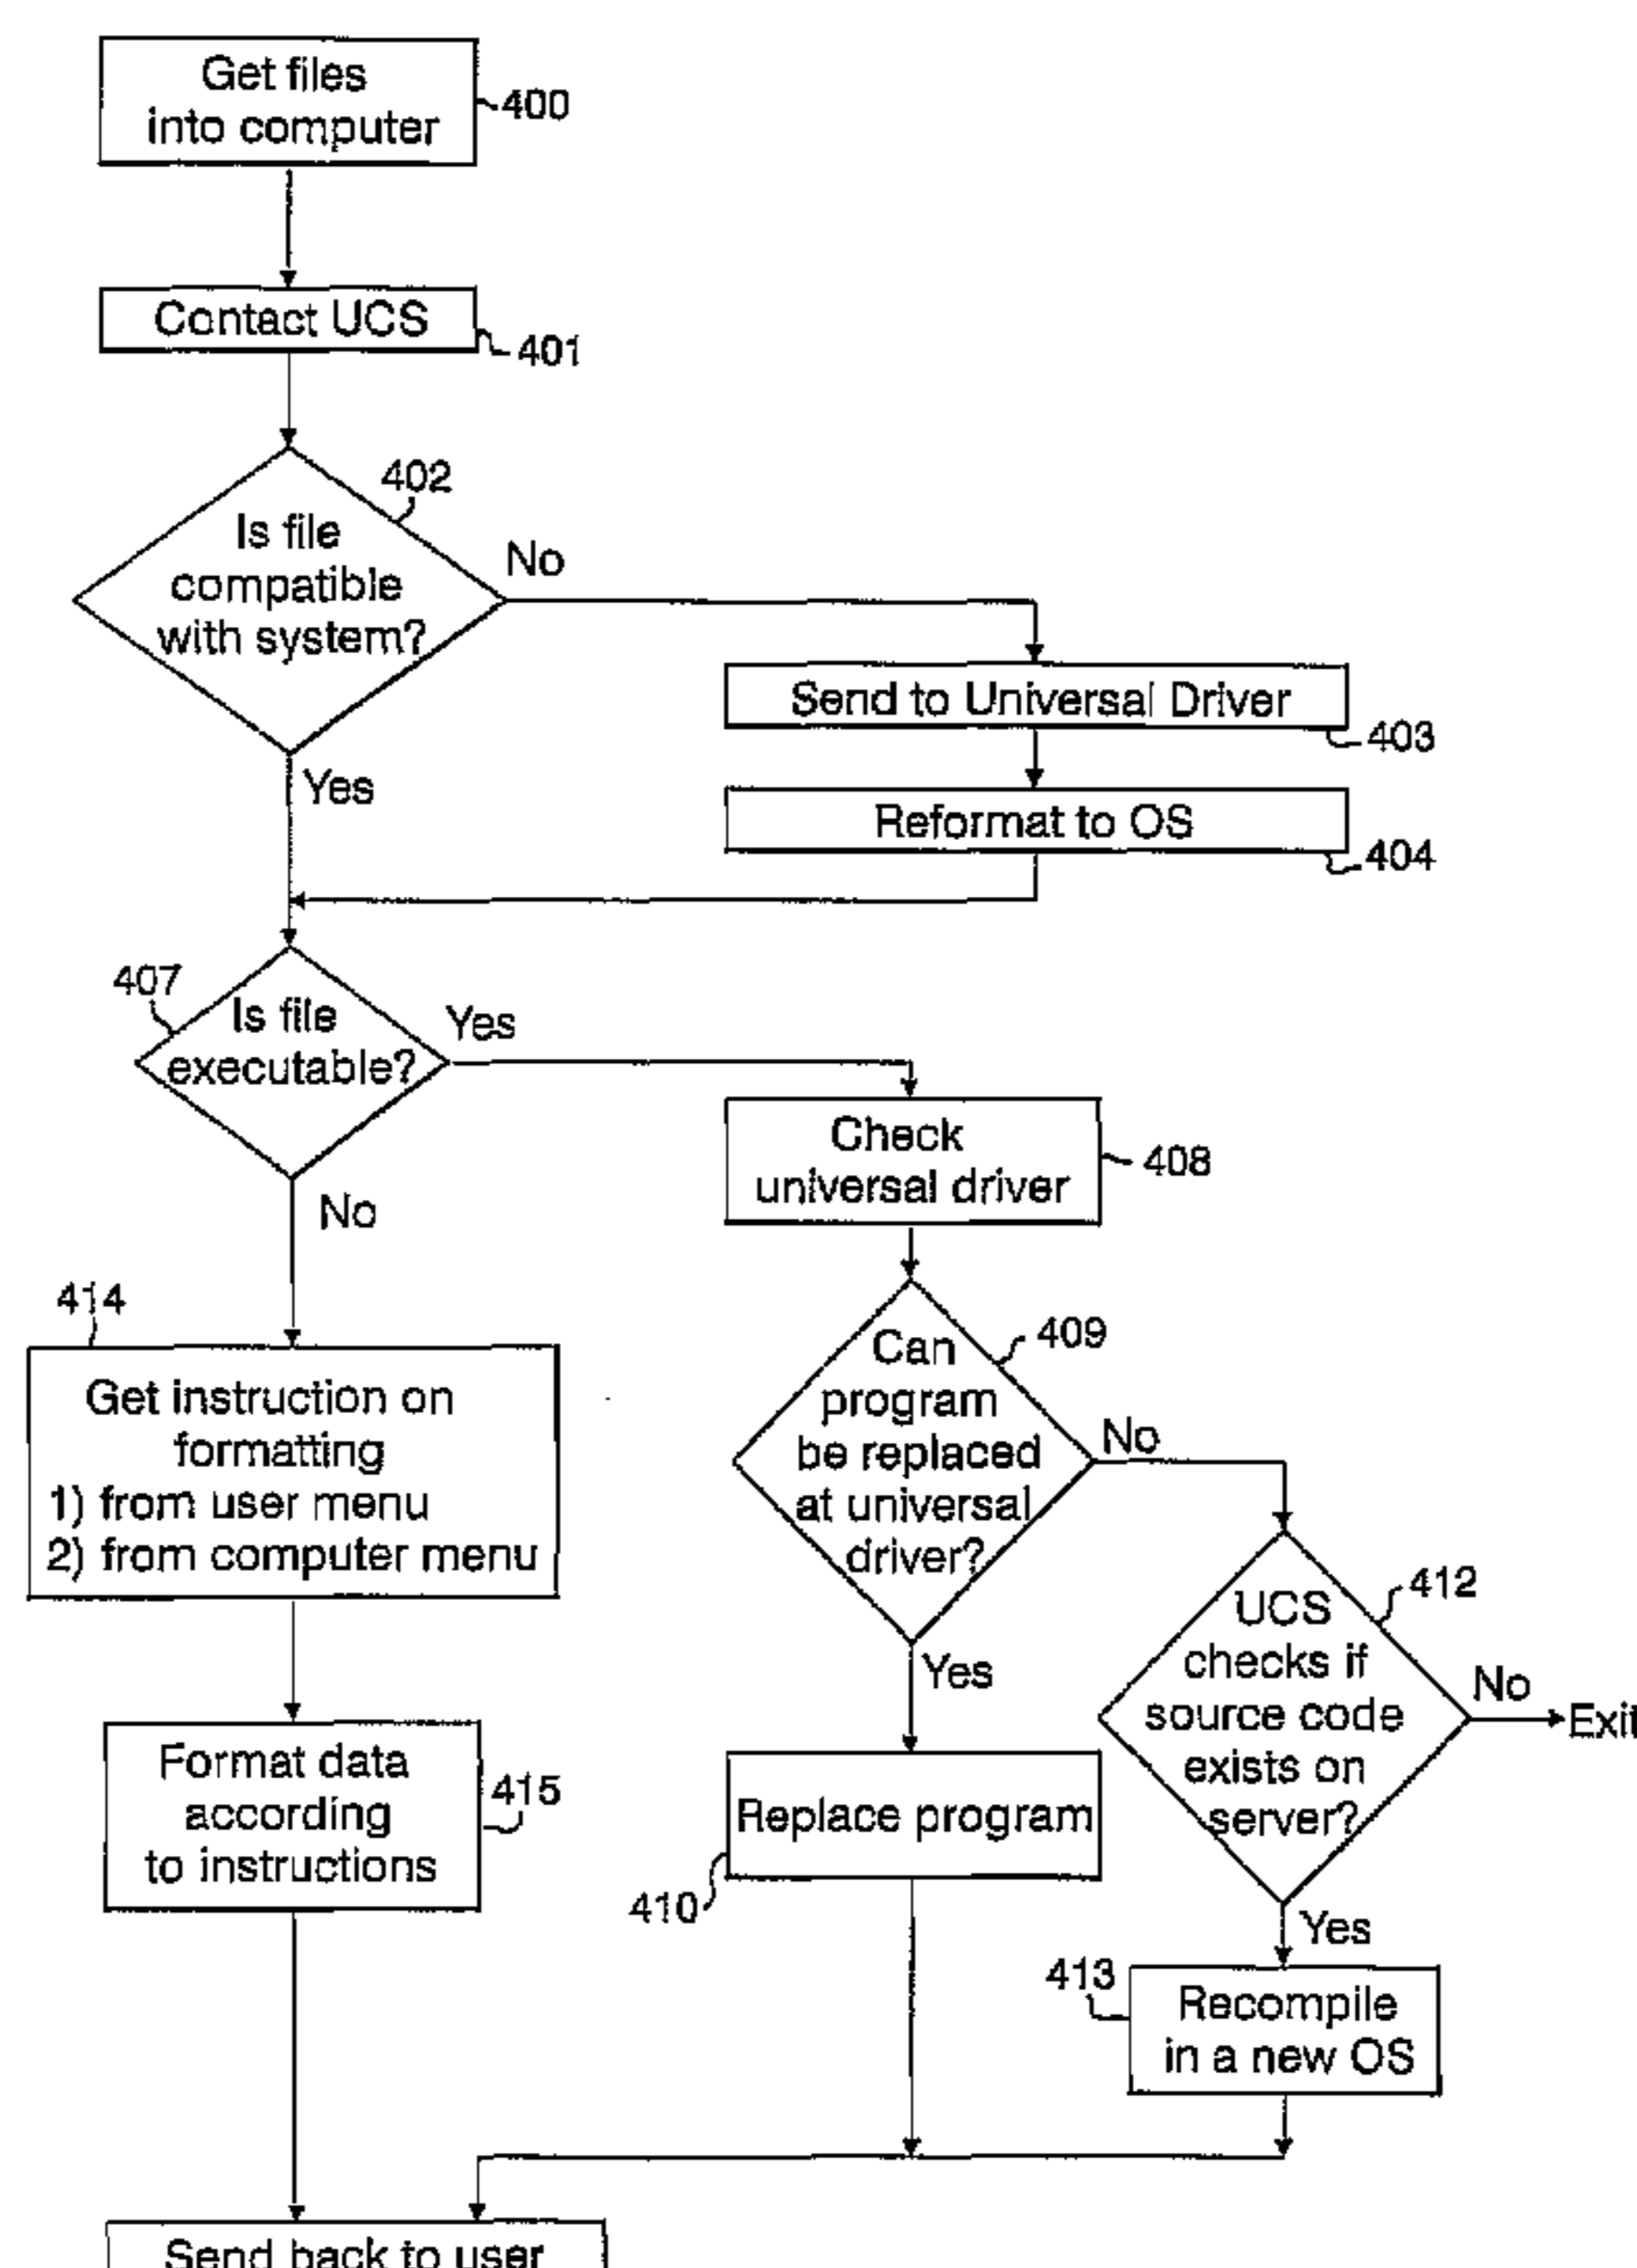 Get files
into computer
400
Contact UCS
401
402
Is file
compatible
with system?
No
Yes
Send to Universal Driver
403
Reformat to OS
404
407
Is file
executable?
Yes
No
Check
universal driver
408
414
Get instruction on
formatting
1) from user menu
2) from computer menu
409
Can
program
be replaced
at universal
driver?
No
Yes
412
UCS
checks if
source code
exists on
server?
No
Exit
Yes
Format data
according
to instructions
415
Replace program
410
413
Recompile
in a new OS
Send back to user